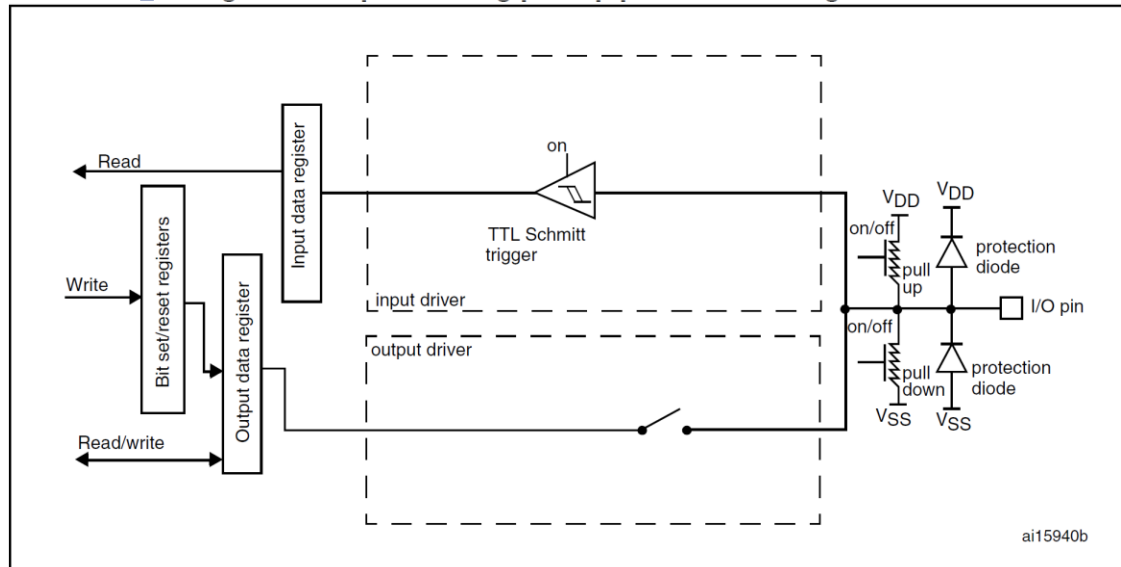 Read
Bit set/reset registers
Write
Read/write
Input data register
Output data register
on
TTL Schmitt
trigger
input driver
output driver
VDD
on/off
pull
up
VDD
protection
diode
I/O pin
on/off
pull
down
VSS
protection
diode
VSS
ai15940b